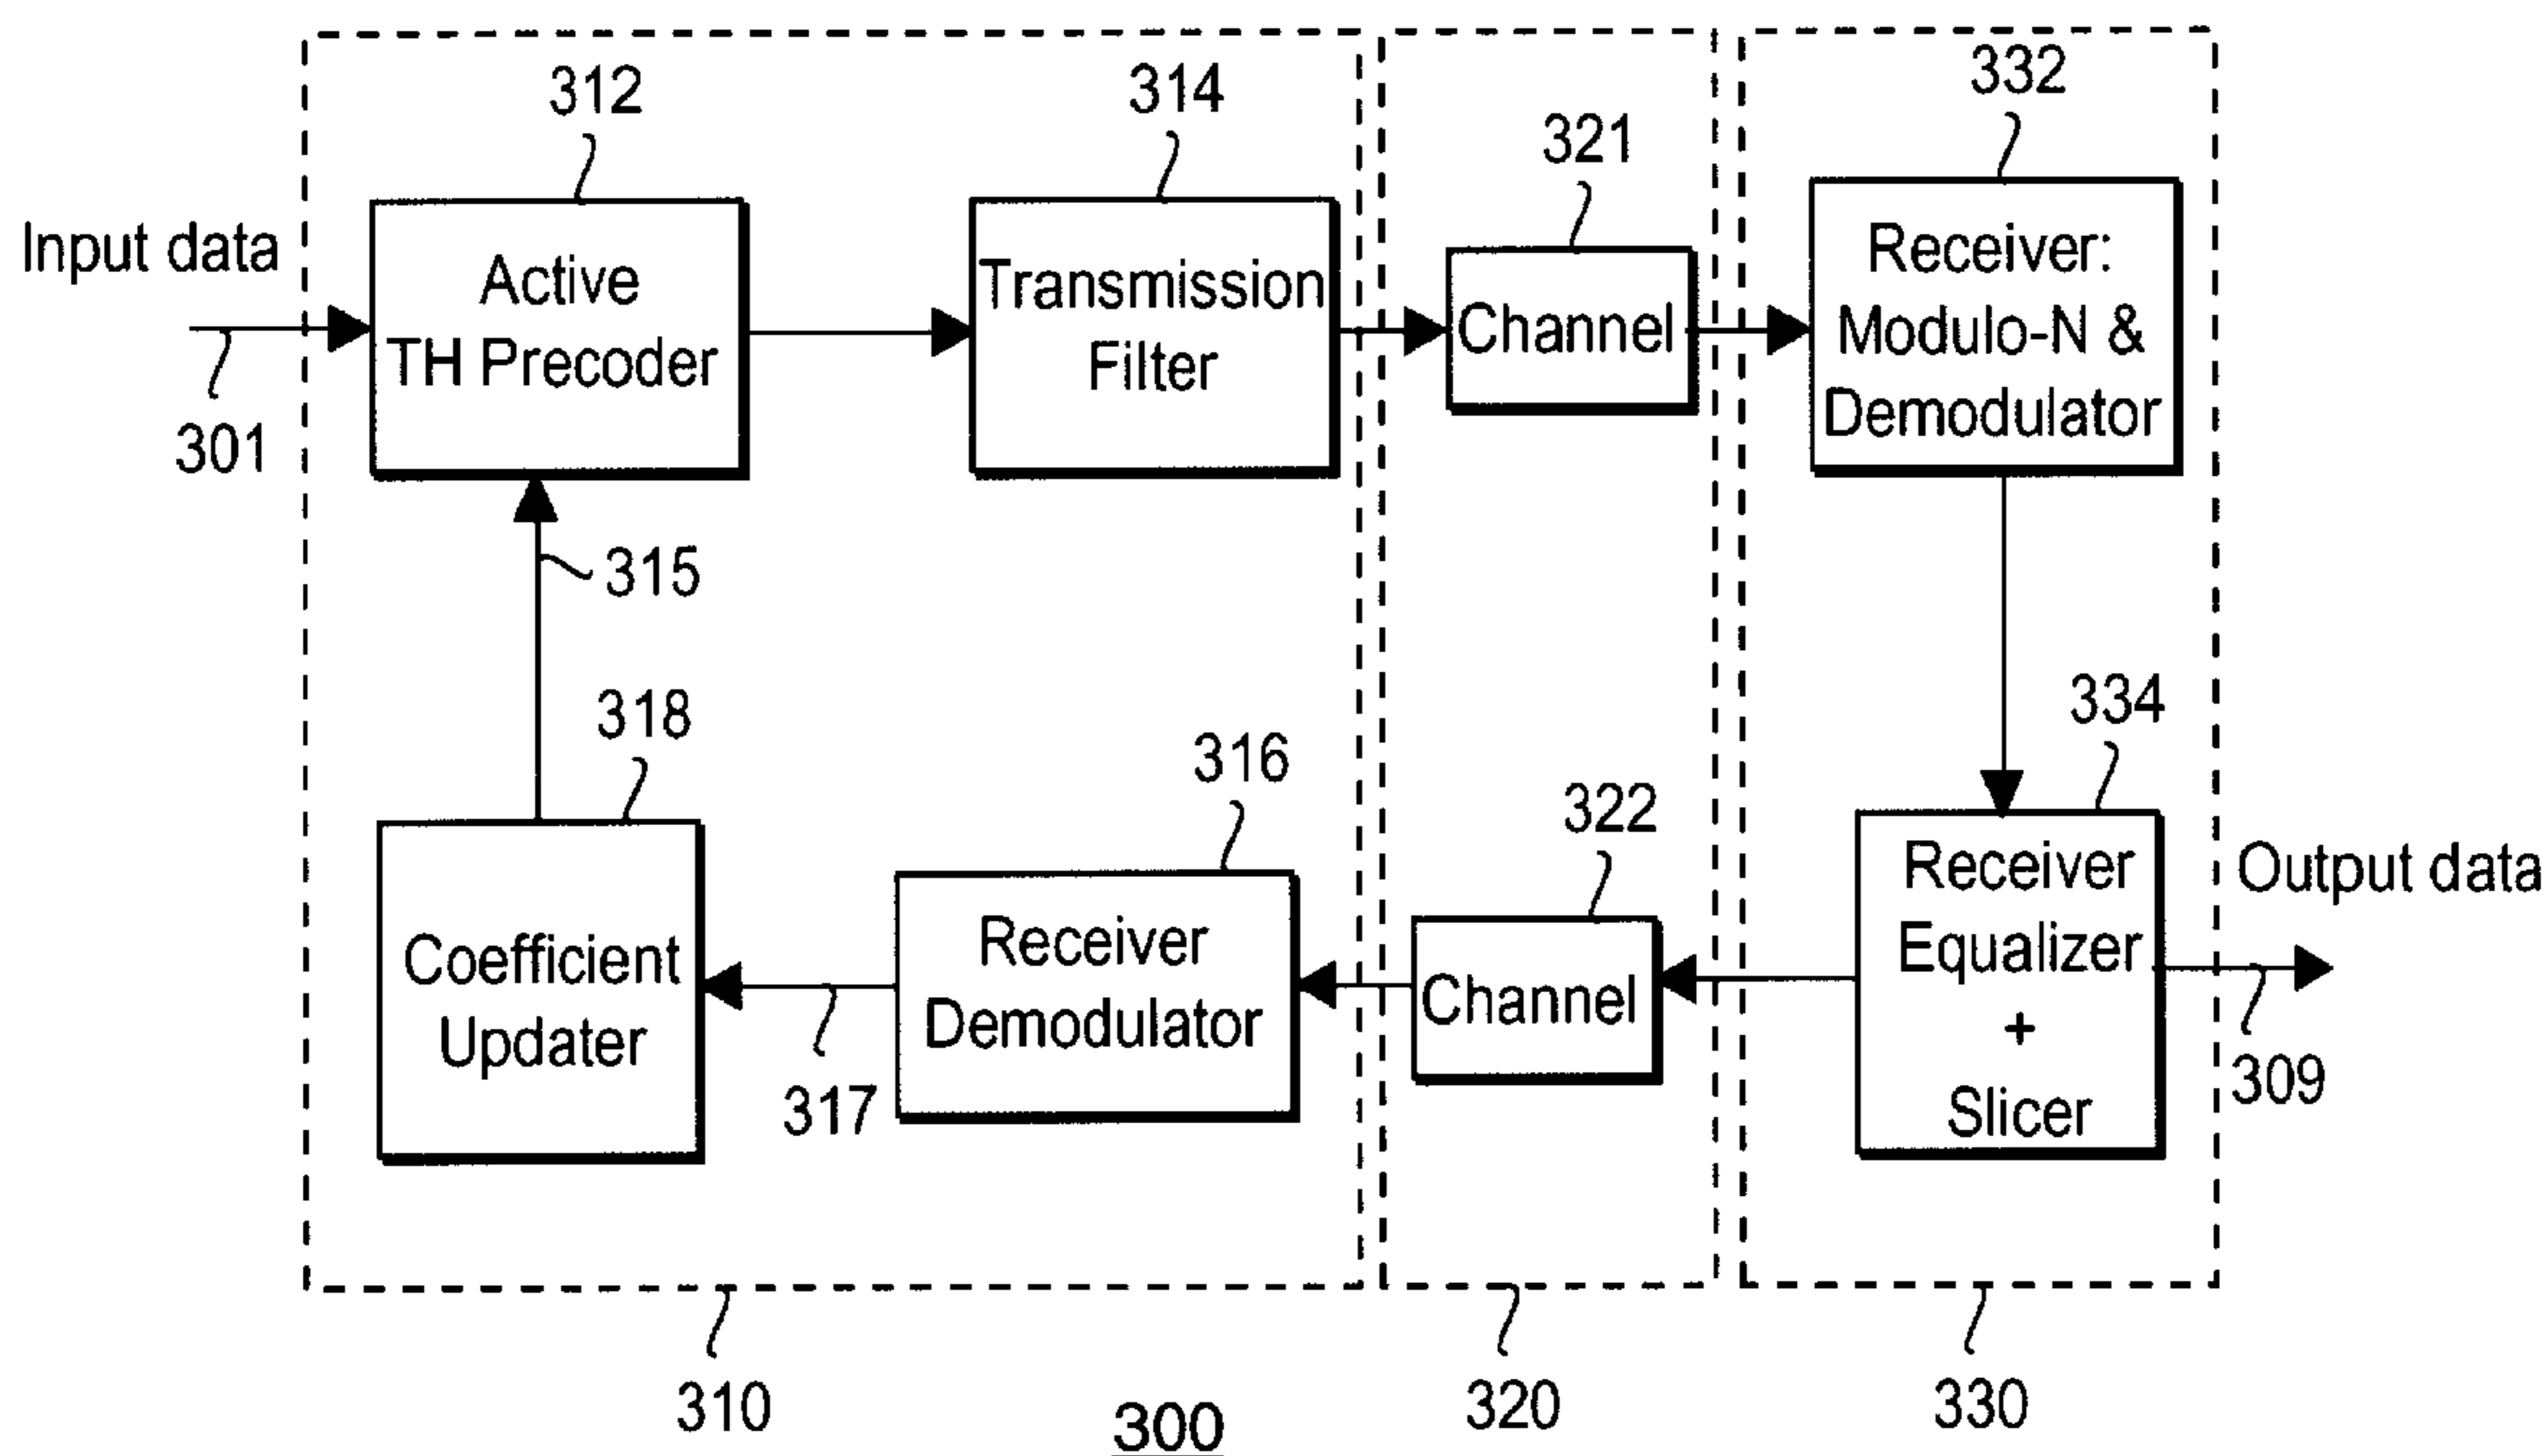 312
314
332
321
Input data
Active
TH Precoder
Transmission
Filter
Channel
Receiver:
Modulo-N &
Demodulator
301
315
318
316
322
334
Coefficient
Updater
Receiver
Demodulator
Channel
Receiver
Equalizer
+
Slicer
Output data
317
309
310
320
330
300